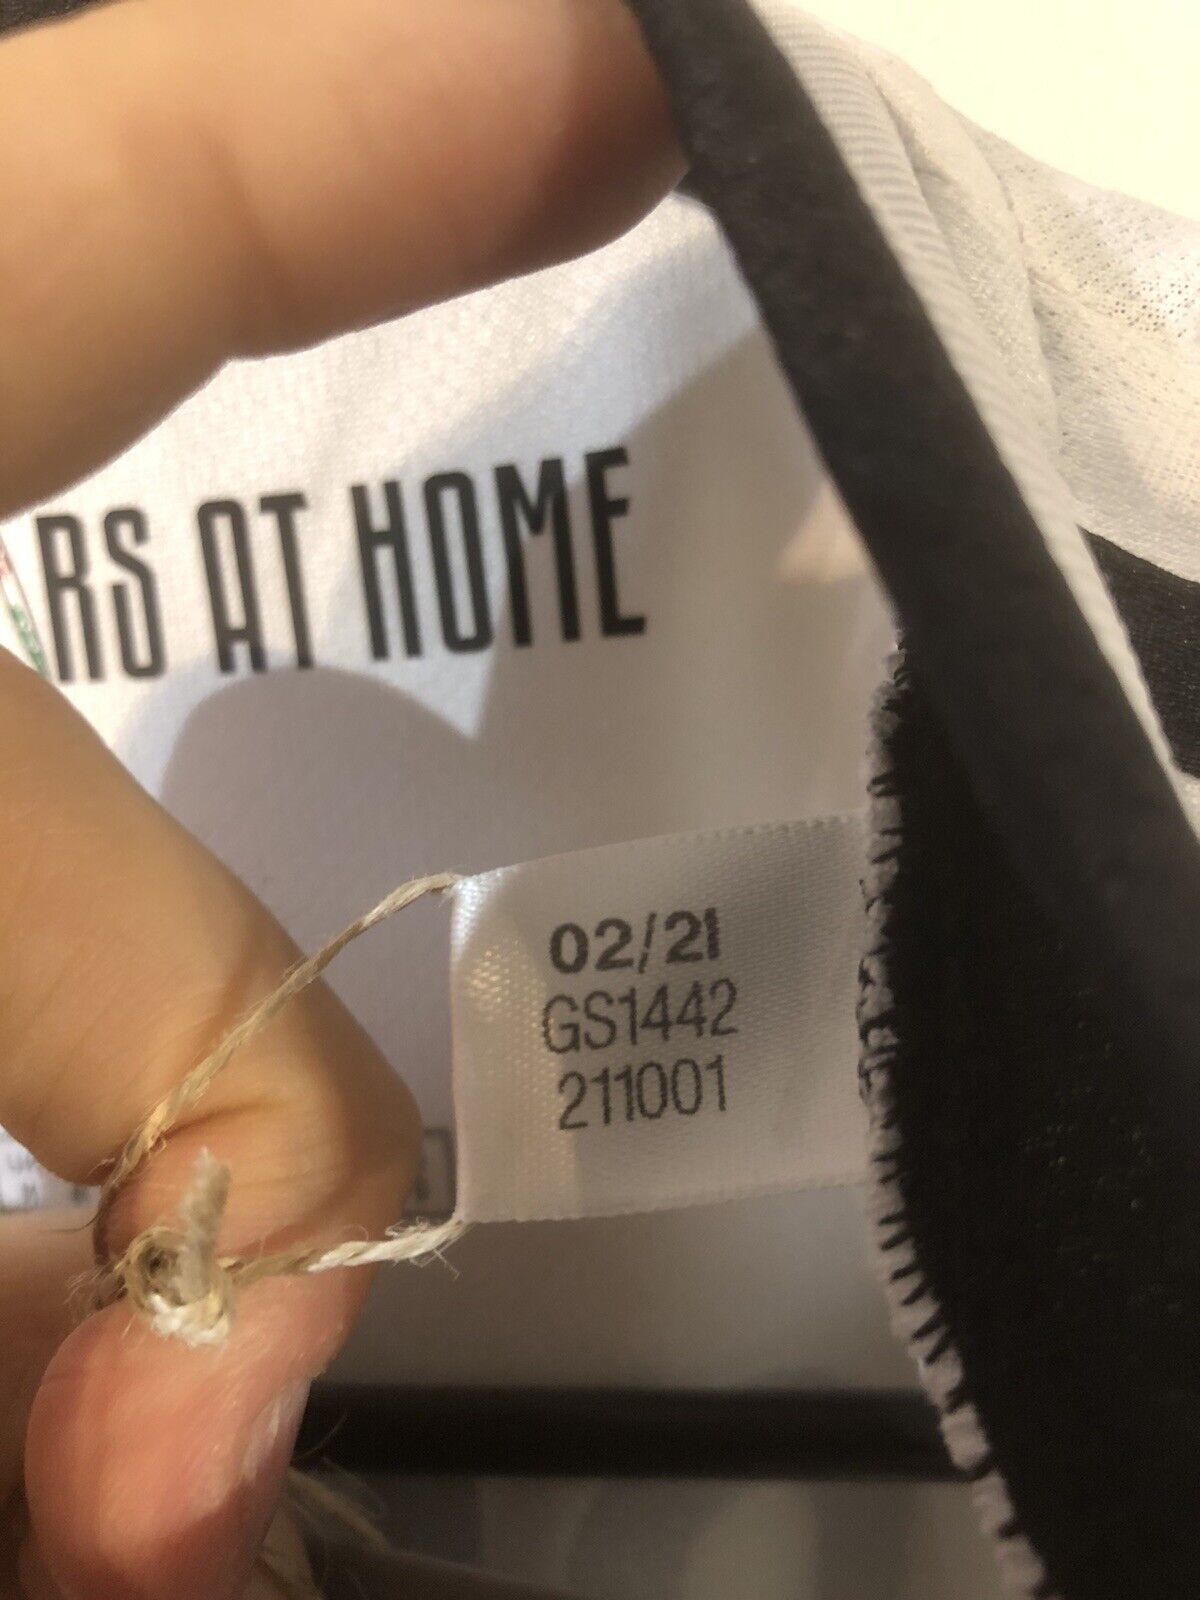 RS AT HOME
02/21
GS1442
211001